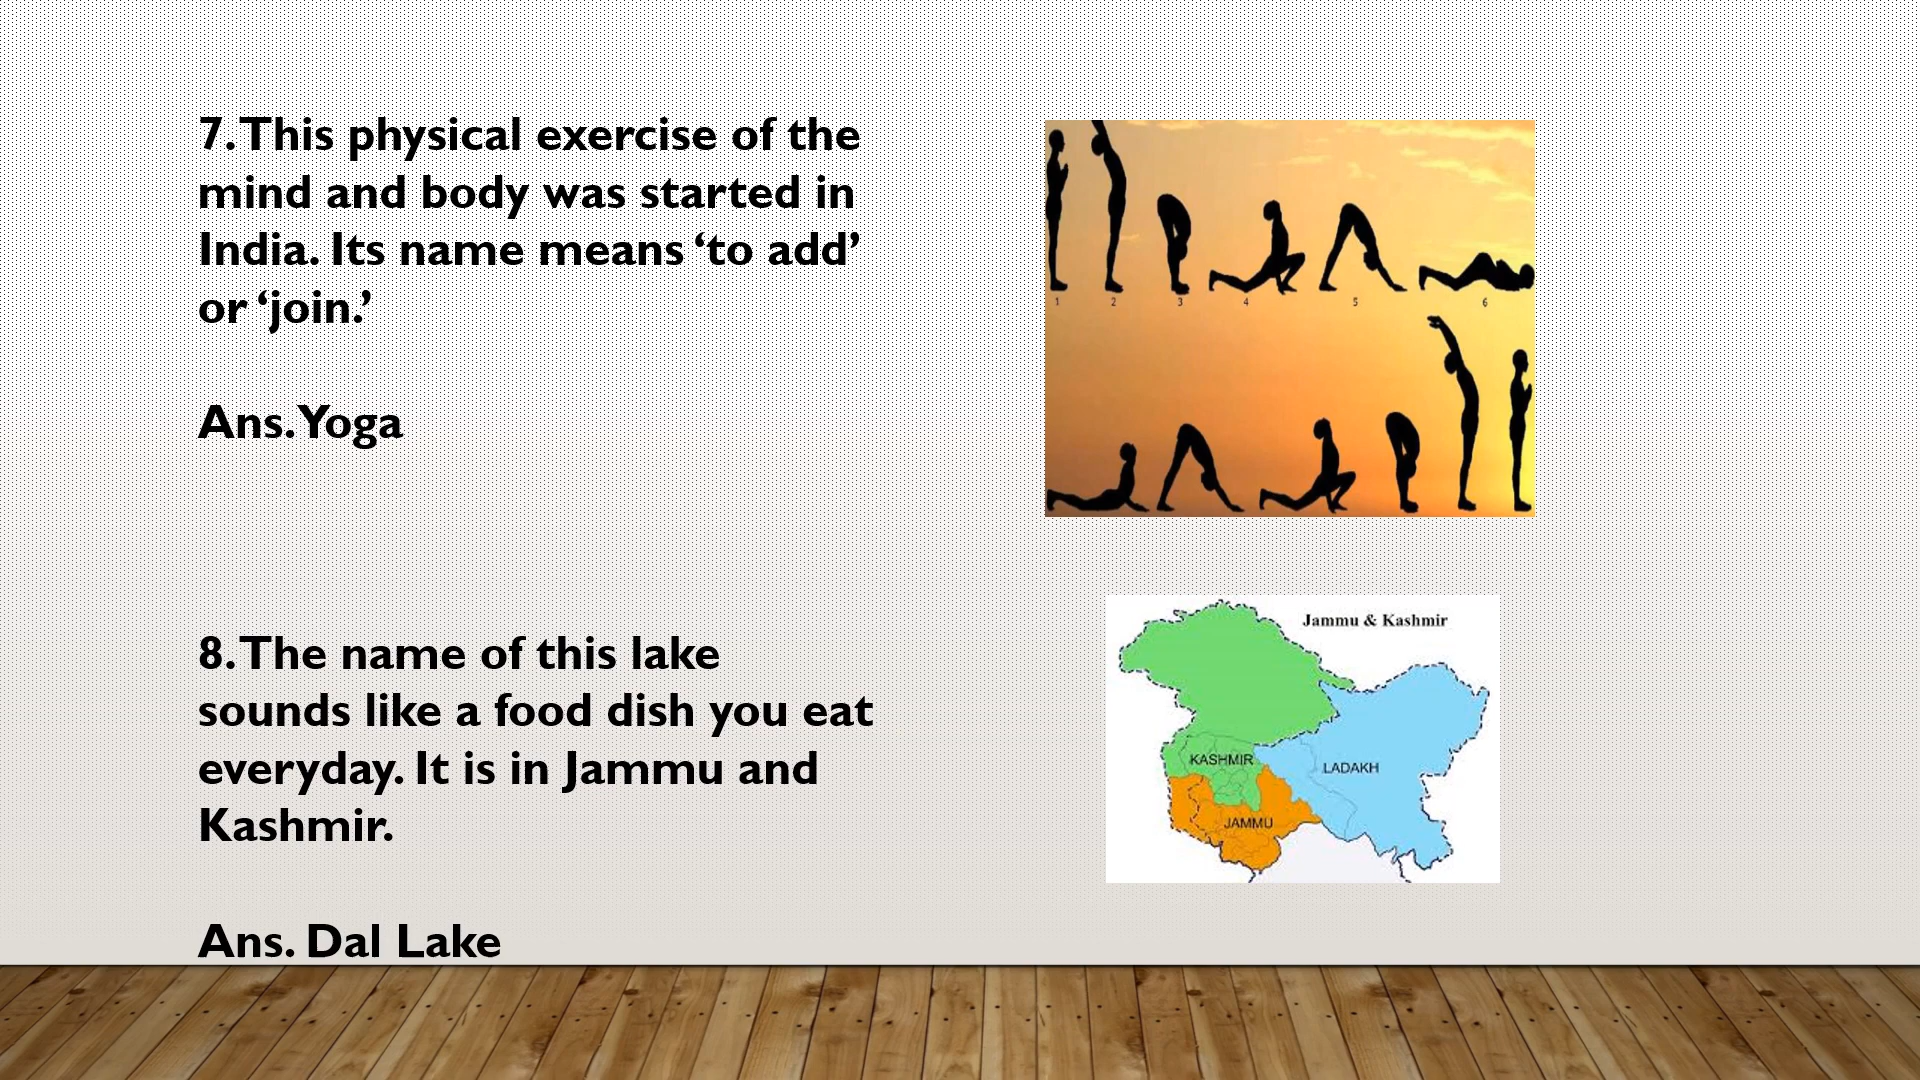 7. This physical exercise of the
mind and body was started in
India. Its name means ‘to add’
or ‘join.’
Ans. Yoga
1 2 3 4 5 6
8. The name of this lake
sounds like a food dish you eat
everyday. It is in Jammu and
Kashmir.
Ans. Dal Lake
Jammu & Kashmir
KASHMIR
LADAKH
JAMMU